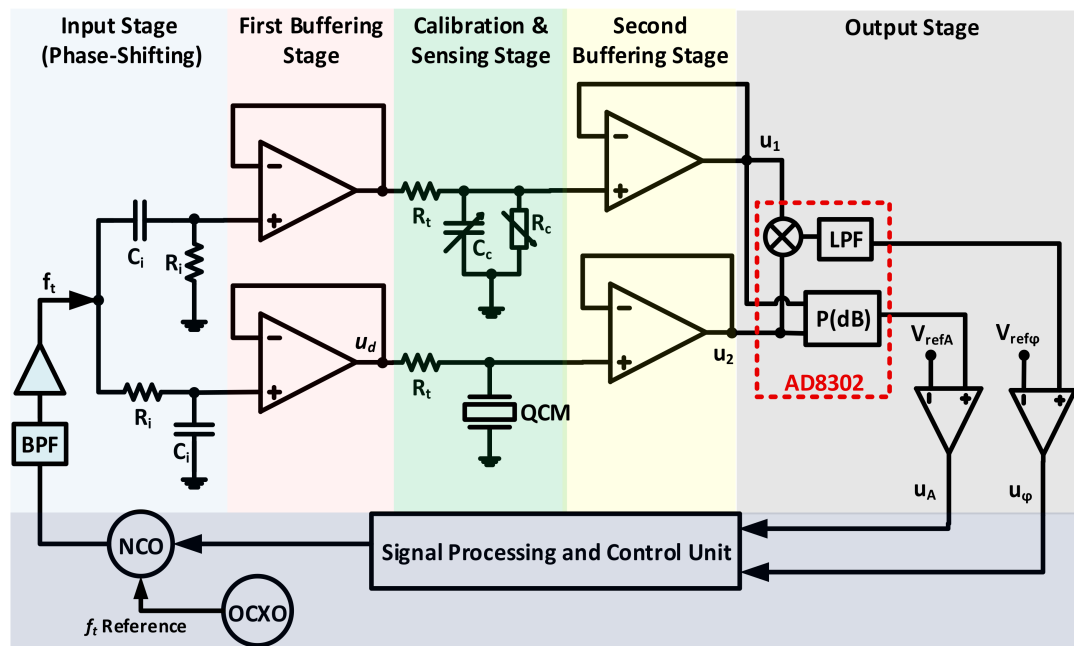 Input Stage
(Phase-Shifting)
First Buffering
Stage
Calibration &
Sensing Stage
Second
Buffering Stage
Output Stage
u1
Rt
Cc
Rc
Ci
Ri
LPF
ft
P(dB)
ud
u2
VrefA
Vrefφ
AD8302
Rt
Ri
QCM
Ci
BPF
uA
uφ
NCO
Signal Processing and Control Unit
OCXO
ft Reference